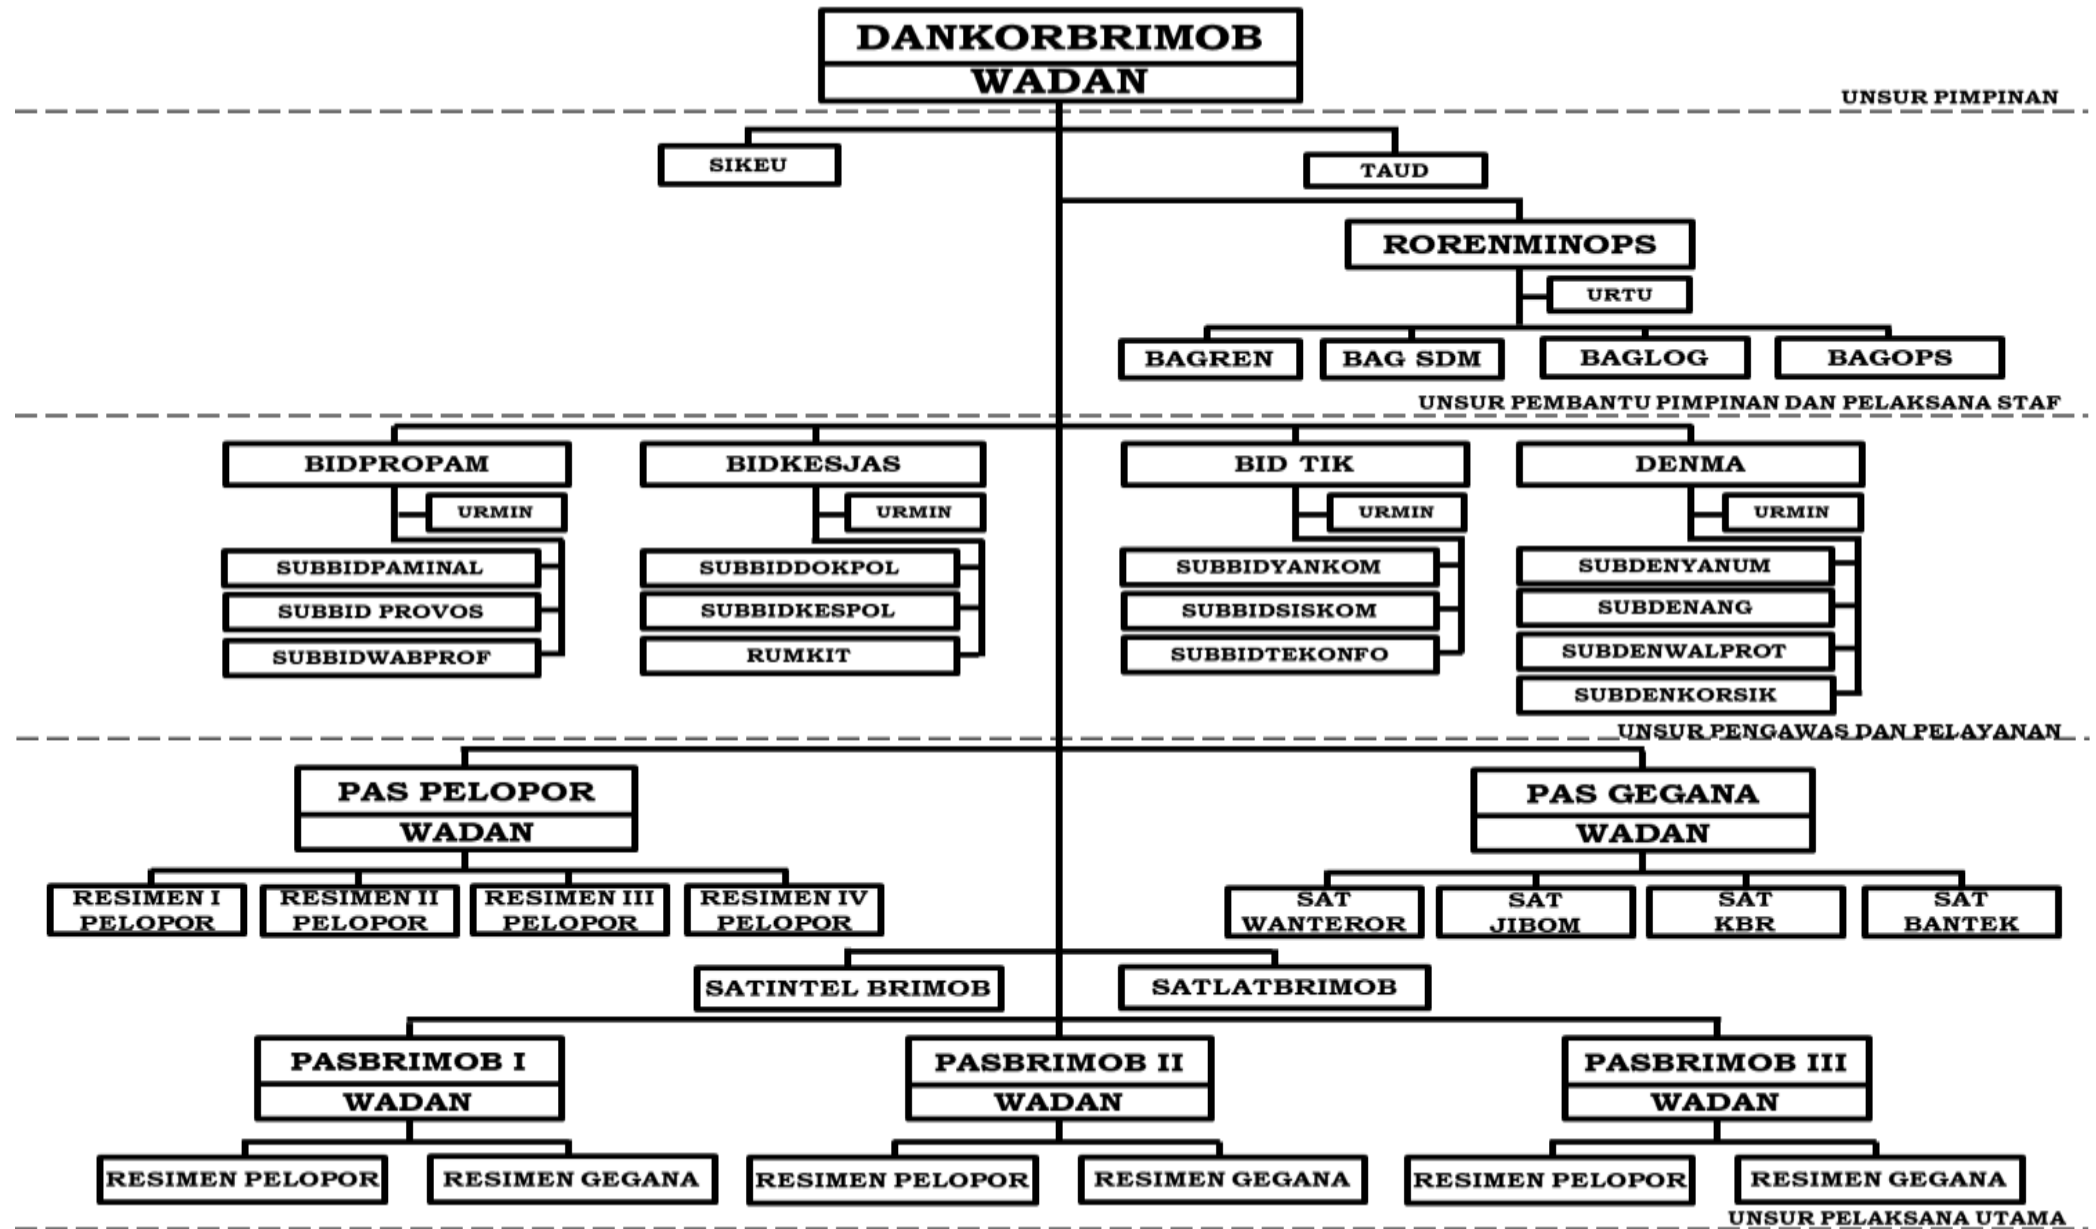 DANKORBRIMOB
WADAN
UNSUR PIMPINAN
SIKEU
TAUD
RORENMINOPS
URTU
BAGREN
BAG SDM
BAGLOG
BAGOPS
UNSUR PEMBANTU PIMPINAN DAN PELAKSANA STAF
BIDPROPAM
BIDKESJAS
BID TIK
DENMA
URMIN
URMIN
URMIN
URMIN
SUBBIDPAMINAL
SUBBIDDOKPOL
SUBBIDYANKOM
SUBDENYANUM
SUBBID PROVOS
SUBBIDKESPOL
SUBBIDSISKOM
SUBDENANG
SUBBIDWABPROF
RUMKIT
SUBBIDTEKONFO
SUBDENWALPROT
SUBDENKORSIK
UNSUR PENGAWAS DAN PELAYANAN
PAS PELOPOR
WADAN
PAS GEGANA
WADAN
RESIMEN I
PELOPOR
RESIMEN II
PELOPOR
RESIMEN III
PELOPOR
RESIMEN IV
PELOPOR
SAT
WANTEROR
SAT
JIBOM
SAT
KBR
SAT
BANTEK
SATINTEL BRIMOB
SATLATBRIMOB
PASBRIMOB I
WADAN
PASBRIMOB II
WADAN
PASBRIMOB III
WADAN
RESIMEN PELOPOR
RESIMEN GEGANA
RESIMEN PELOPOR
RESIMEN GEGANA
RESIMEN PELOPOR
RESIMEN GEGANA
UNSUR PELAKSANA UTAMA